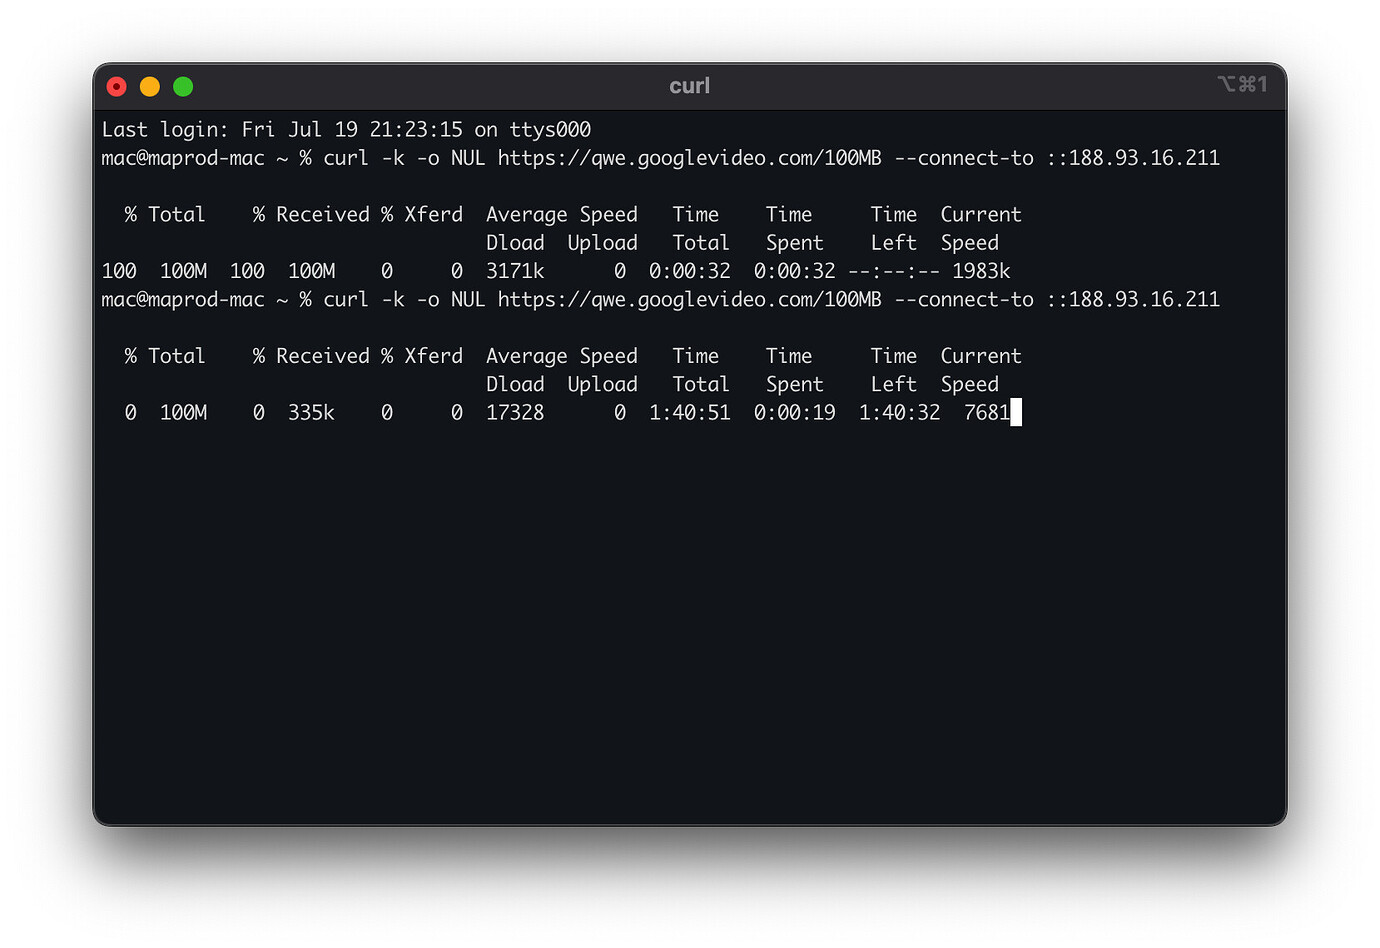 curl
⌥⌘1
Last login: Fri Jul 19 21:23:15 on ttys000
mac@maprod-mac ~ % curl -k -o NUL https://qwe.googlevideo.com/100MB --connect-to ::188.93.16.211
% Total    % Received % Xferd  Average Speed   Time    Time     Time  Current
Dload  Upload   Total   Spent    Left  Speed
100  100M  100  100M    0     0  3171k      0  0:00:32  0:00:32 --:--:-- 1983k
mac@maprod-mac ~ % curl -k -o NUL https://qwe.googlevideo.com/100MB --connect-to ::188.93.16.211
% Total    % Received % Xferd  Average Speed   Time    Time     Time  Current
Dload  Upload   Total   Spent    Left  Speed
0  100M    0  335k    0     0  17328      0  1:40:51  0:00:19  1:40:32  7681